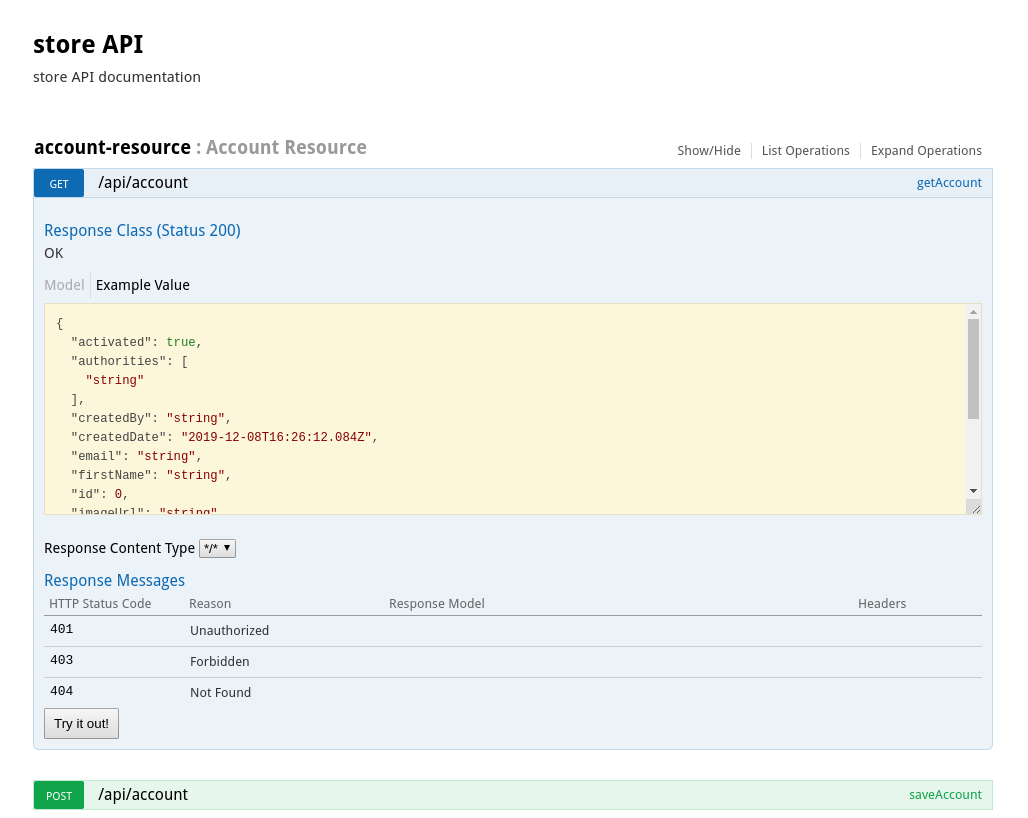 store API
store API documentation
account-resource : Account Resource
Show/Hide List Operations Expand Operations
GET /api/account getAccount
Response Class (Status 200)
OK
Model Example Value
{
  "activated": true,
  "authorities": [
    "string"
  ],
  "createdBy": "string",
  "createdDate": "2019-12-08T16:26:12.084Z",
  "email": "string",
  "firstName": "string",
  "id": 0,
  "imageUrl": "string"
Response Content Type */*
Response Messages
HTTP Status Code Reason Response Model Headers
401 Unauthorized
403 Forbidden
404 Not Found
Try it out!
POST /api/account saveAccount